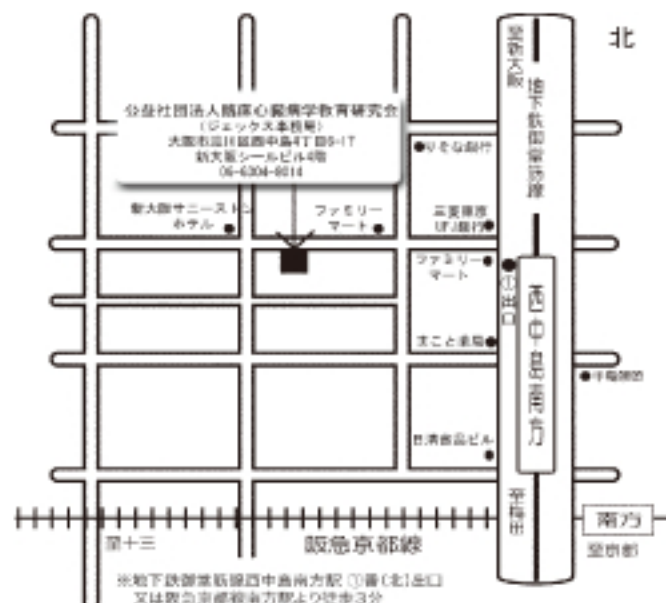 北
至新大阪
地下鉄御堂筋線
公益社団法人臨床心臓病学教育研究会
(ジェックス事務局)
大阪市淀川区西中島4丁目6-17
新大阪シールビル4階
06-6304-8014
りそな銀行
新大阪サニーストン
ホテル
ファミリー
マート
三菱東京
UFJ銀行
ファミリー
マート
①出口
西中島南方
まこと薬局
日清食品ビル
至梅田
南方
至十三
阪急京都線
至京都
※地下鉄御堂筋線西中島南方駅 ①番(北)出口
又は阪急京都線南方駅より徒歩3分